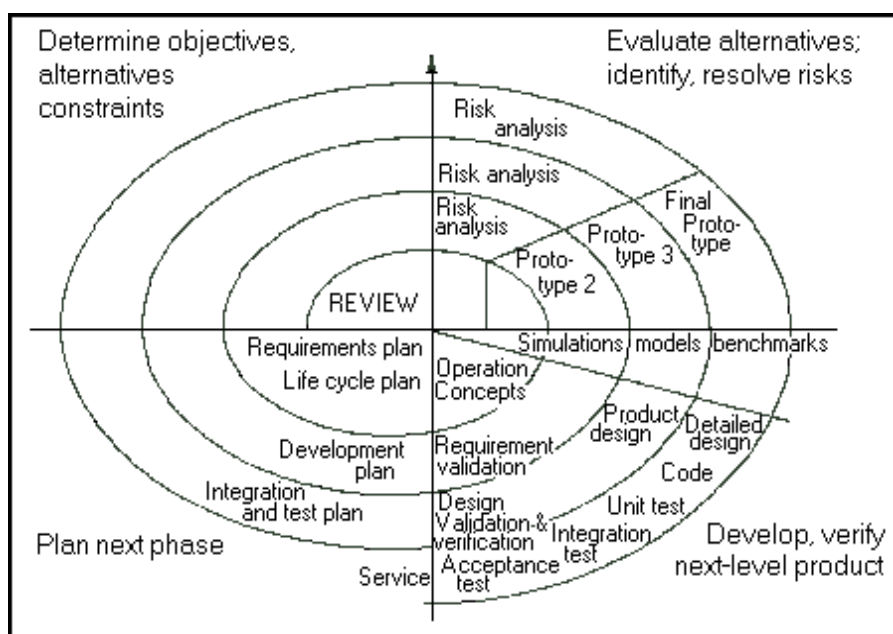 Determine objectives,
alternatives
constraints
Evaluate alternatives;
identify, resolve risks
Risk
analysis
Risk analysis
Risk
analysis
Final
Proto-
type
Proto-
type 3
Proto-
type 2
REVIEW
Simulations models benchmarks
Requirements plan
Life cycle plan
Operation
Concepts
Development
plan
Requirement
validation
Product
design
Detailed
design
Code
Integration
and test plan
Design
Validation&
verification
Unit test
Integration
test
Acceptance
test
Service
Plan next phase
Develop, verify
next-level product